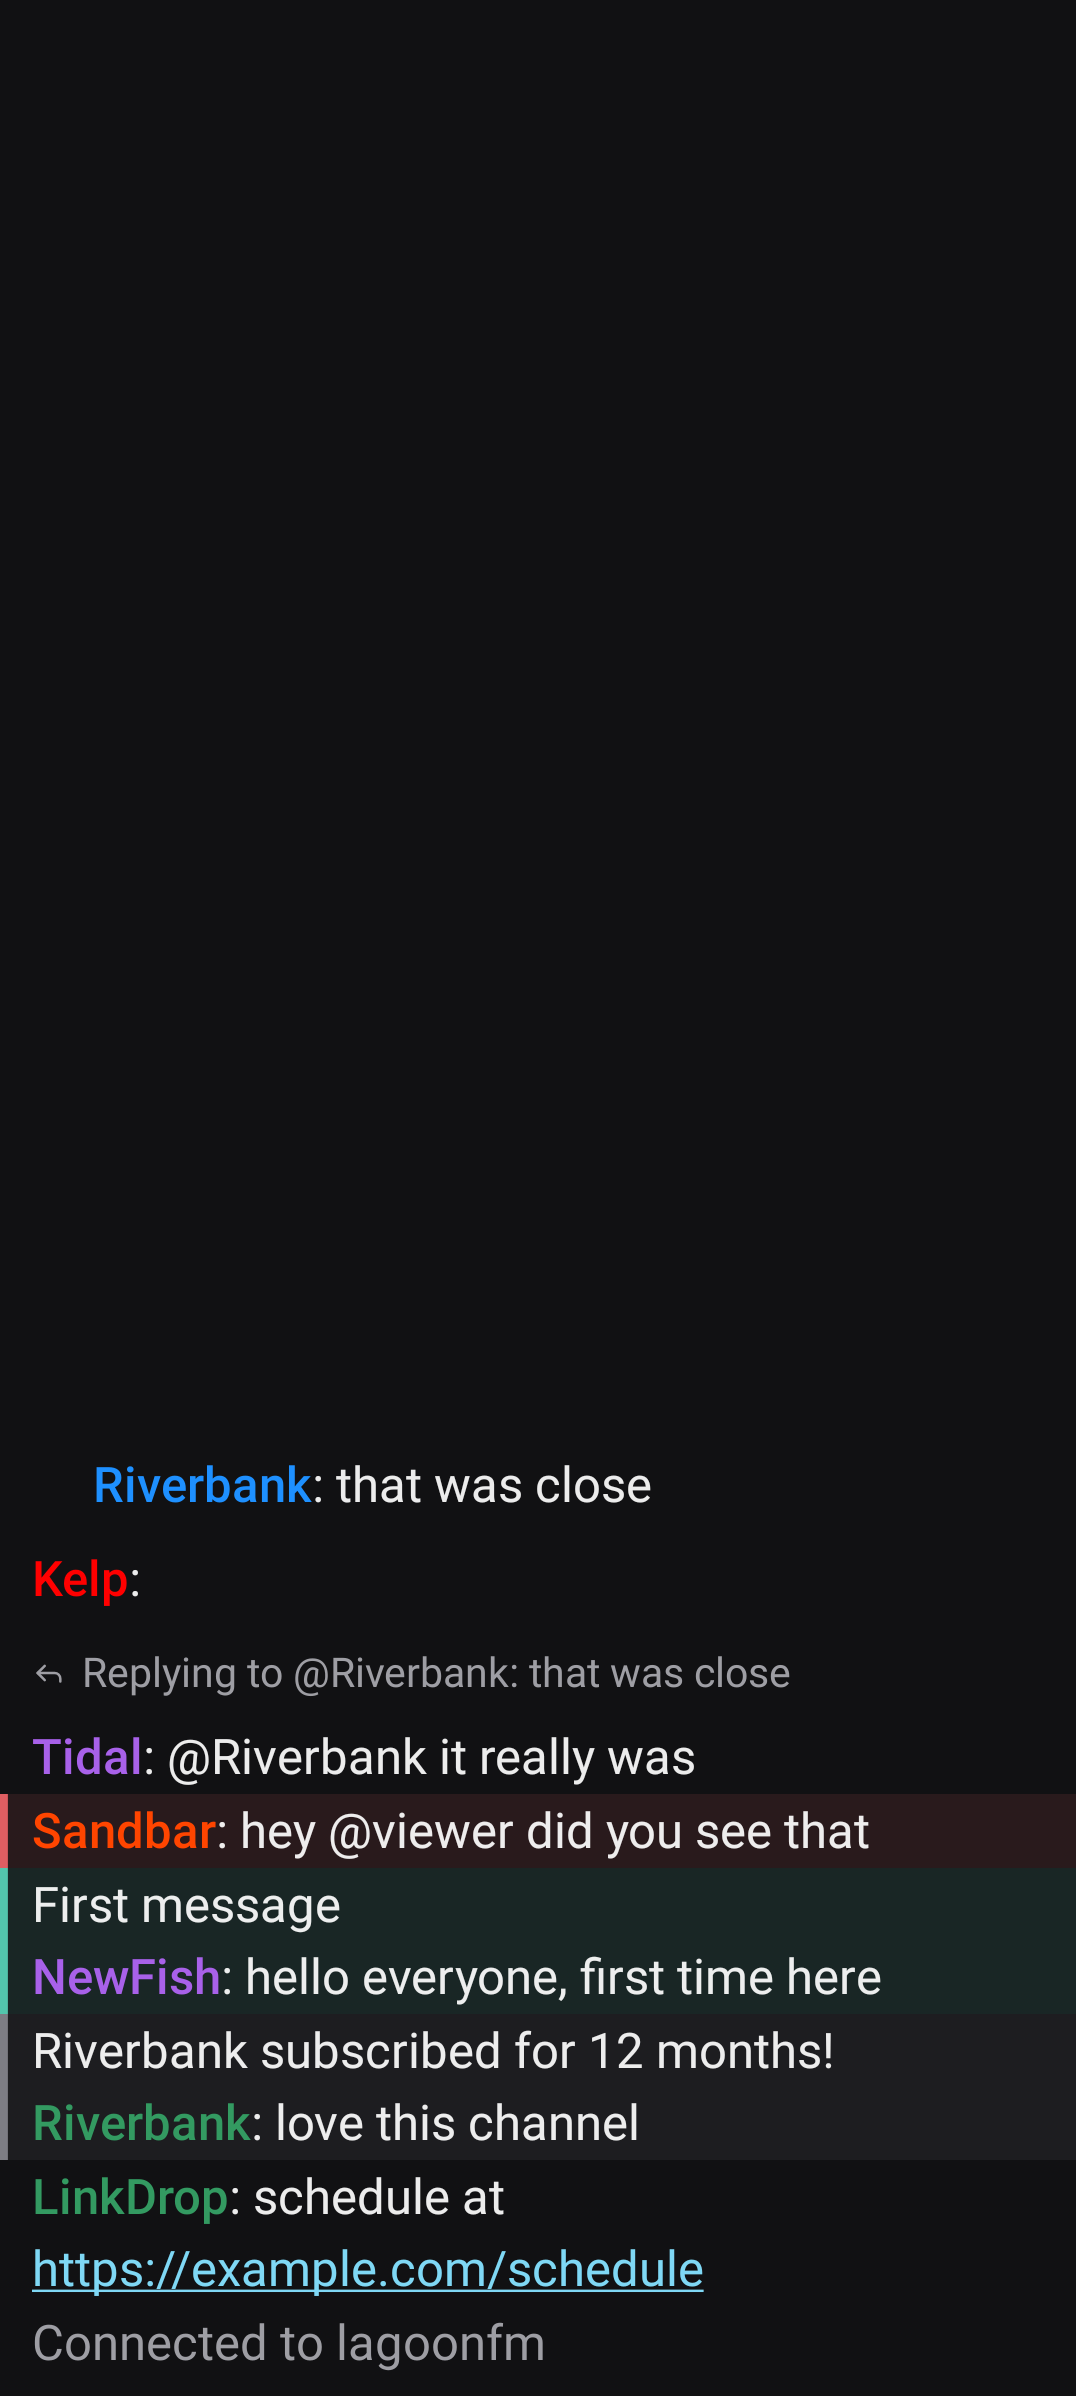 Riverbank: that was close
Kelp:
Replying to @Riverbank: that was close
Tidal: @Riverbank it really was
Sandbar: hey @viewer did you see that
First message
NewFish: hello everyone, first time here
Riverbank subscribed for 12 months!
Riverbank: love this channel
LinkDrop: schedule at
https://example.com/schedule
Connected to lagoonfm